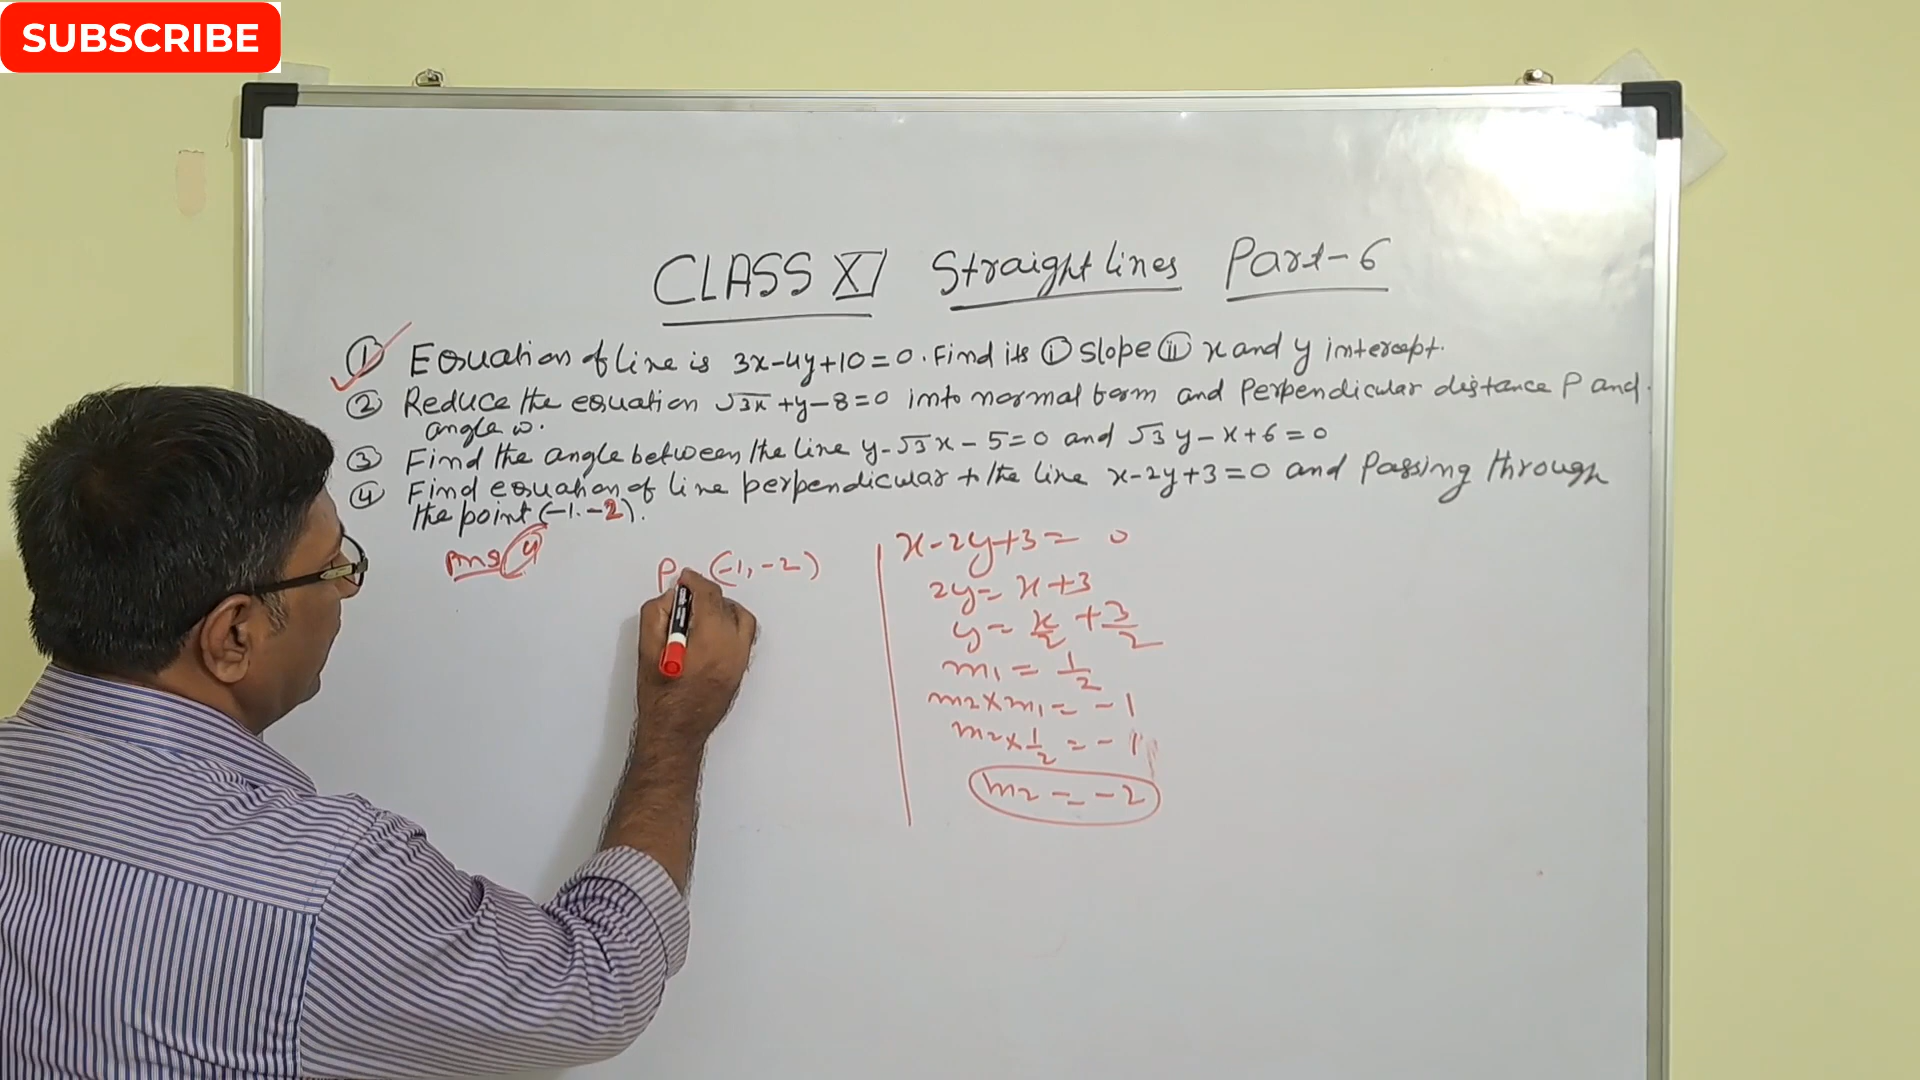 SUBSCRIBE
CLASS XI Straight lines Part-6
① Equation of line is 3x-4y+10=0. Find its ⓘ slope ⓘⓘ x and y intercept.
② Reduce the equation √3x+y-8=0 into normal form and Perpendicular distance P and
angle ω.
③ Find the angle between the line y-√3x-5=0 and √3y-x+6=0
④ Find equation of line perpendicular to the line x-2y+3=0 and Passing through
the point (-1,-2).
Ans 4
P (-1,-2)
x-2y+3=0
2y=x+3
y=x/2+3/2
m1=1/2
m2×m1=-1
m2×1/2=-1
m2=-2